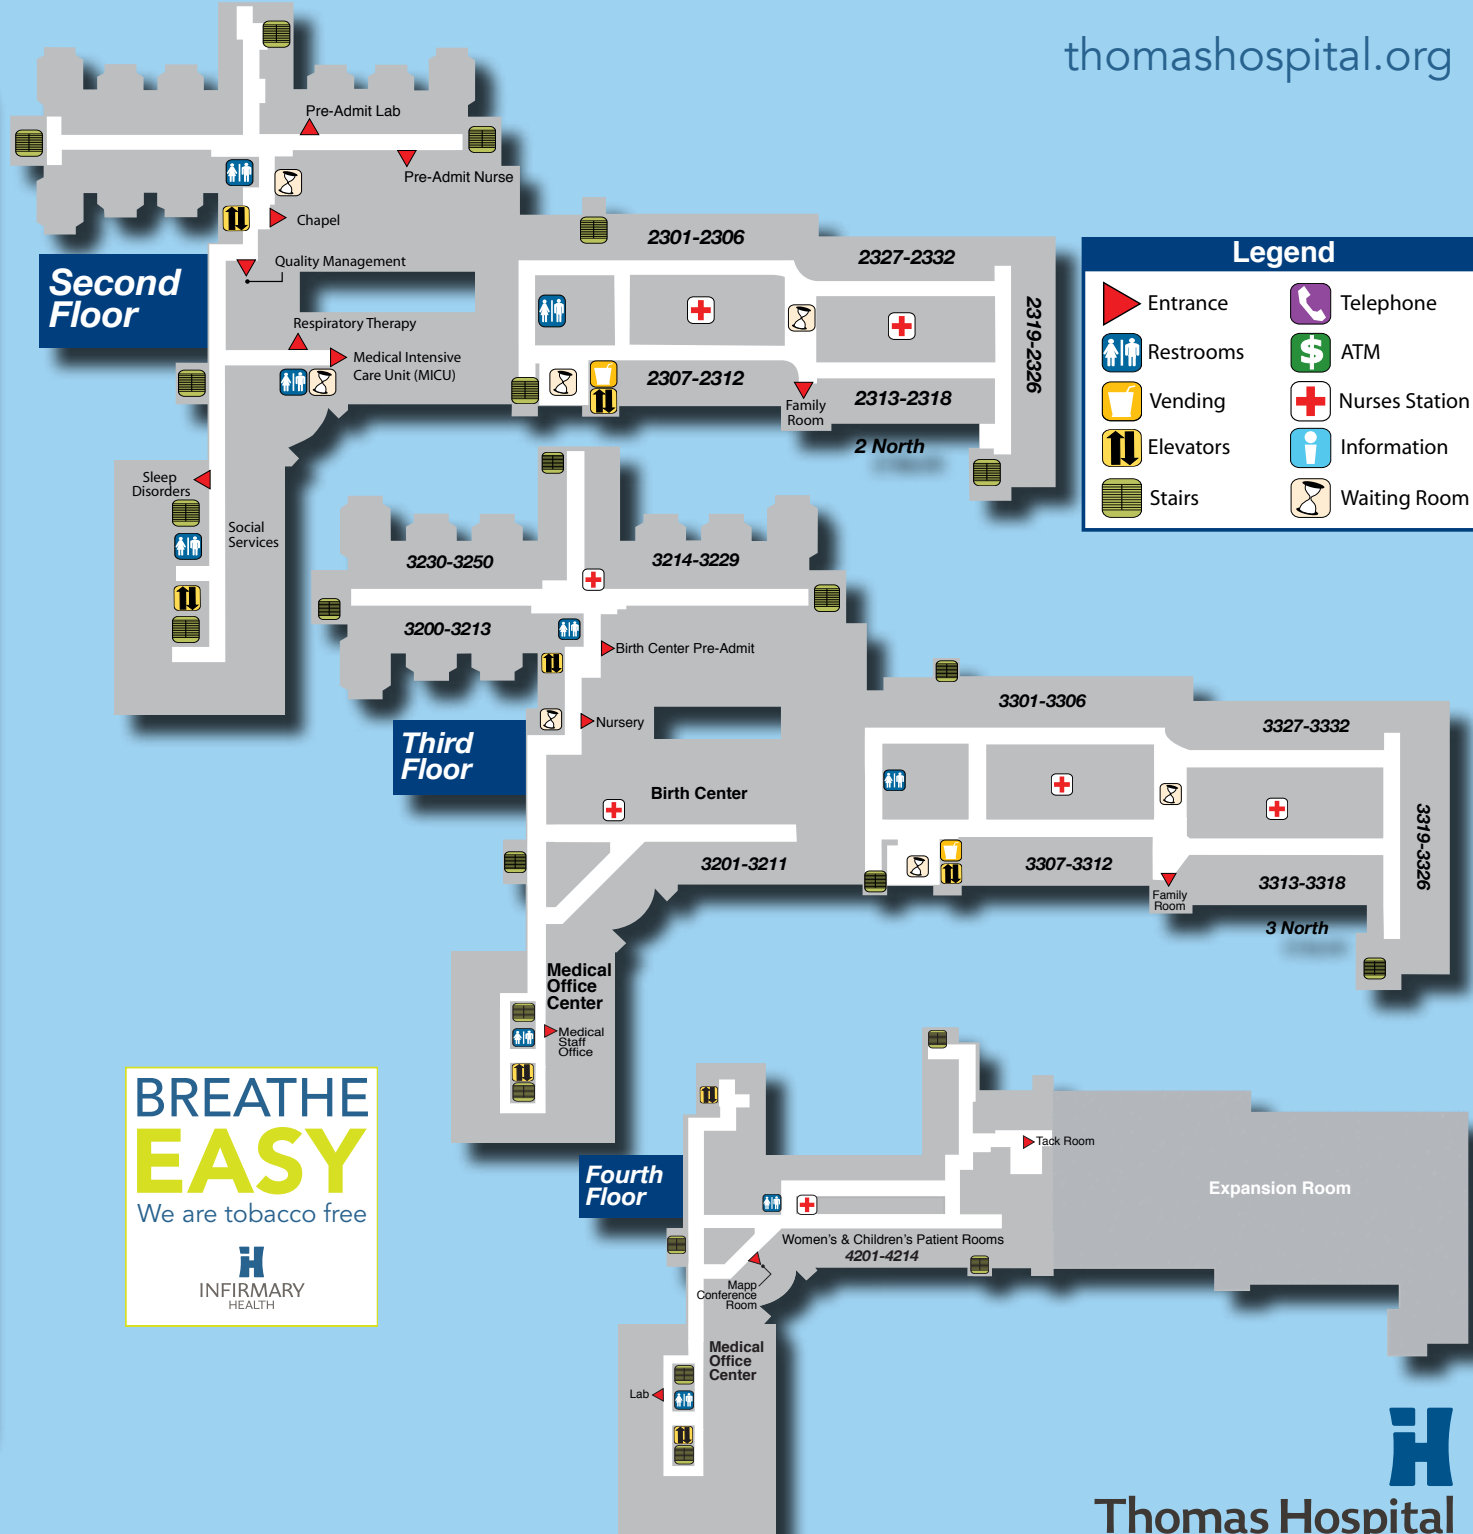 thomashospital.org
Pre-Admit Lab
Pre-Admit Nurse
Chapel
Quality Management
Second
Floor
Respiratory Therapy
Medical Intensive
Care Unit (MICU)
2301-2306
2327-2332
2319-2326
2307-2312
2313-2318
Family
Room
2 North
Sleep
Disorders
Social
Services
Legend
Entrance
Telephone
Restrooms
ATM
Vending
Nurses Station
Elevators
Information
Stairs
Waiting Room
3230-3250
3214-3229
3200-3213
Birth Center Pre-Admit
Nursery
Third
Floor
Birth Center
3201-3211
3301-3306
3327-3332
3319-3326
3307-3312
3313-3318
Family
Room
3 North
Medical
Office
Center
Medical
Staff
Office
Tack Room
Expansion Room
Fourth
Floor
Women's & Children's Patient Rooms
4201-4214
Mapp
Conference
Room
Medical
Office
Center
Lab
BREATHE
EASY
We are tobacco free
INFIRMARY
HEALTH
Thomas Hospital